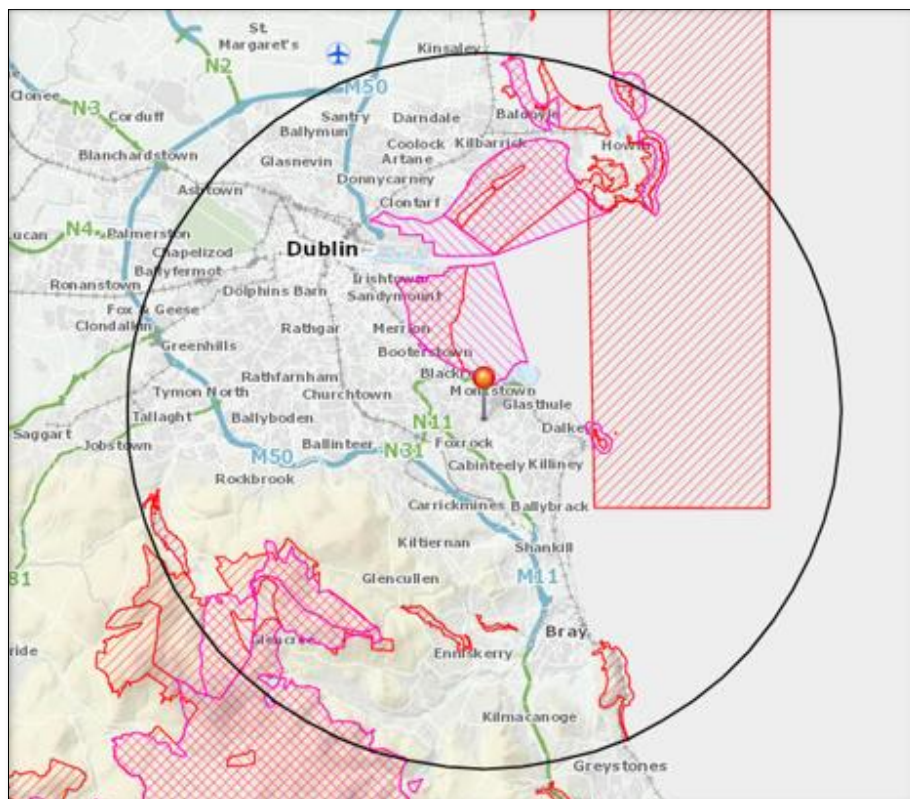 St.
Margaret's
Kinsaley
N2
M50
Clonee
N3
Corduff
Santry
Darndale
Baldoyle
Ballymun
Coolock
Kilbarrick
Howth
Blanchardstown
Glasnevin
Artane
Donnycarney
Ashtown
Clontarf
N4
Palmerston
Lucan
Chapelizod
Dublin
Ballyfermot
Irishtown
Ronanstown
Dolphins Barn
Sandymount
Fox & Geese
Clondalkin
Rathgar
Merrion
Greenhills
Booterstown
Rathfarnham
Tymon North
Churchtown
Glasthule
N11
Tallaght
Ballyboden
Saggart
Jobstown
Ballinteer
Foxrock
N31
M50
Cabinteely
Killiney
Rockbrook
Carrickmines
Ballybrack
Kiltiernan
Shankill
81
Glencullen
M11
Bray
Glencree
ride
Enniskerry
Kilmacanoge
Greystones